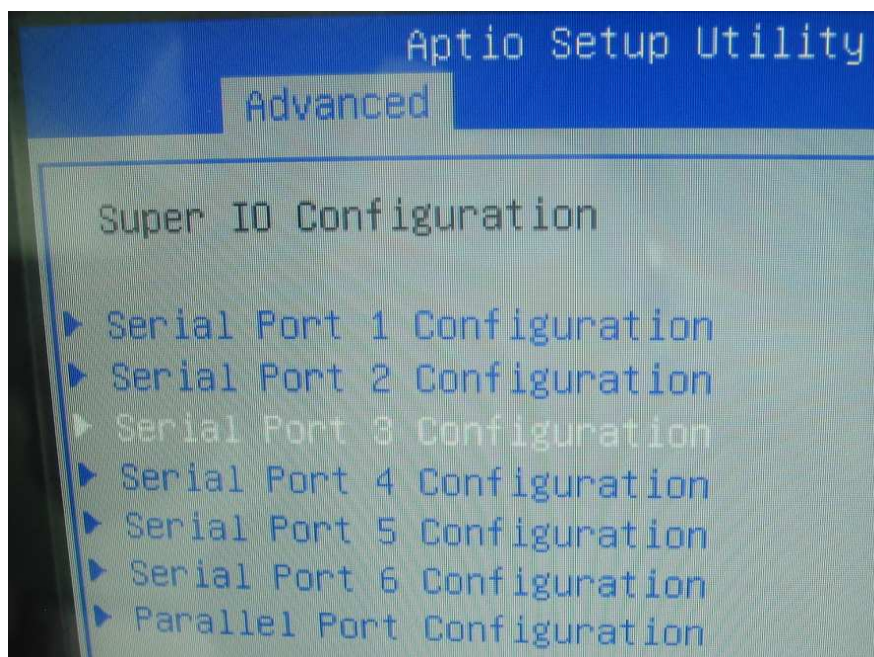 Aptio Setup Utility
Advanced
Super IO Configuration
Serial Port 1 Configuration
Serial Port 2 Configuration
Serial Port 3 Configuration
Serial Port 4 Configuration
Serial Port 5 Configuration
Serial Port 6 Configuration
Parallel Port Configuration